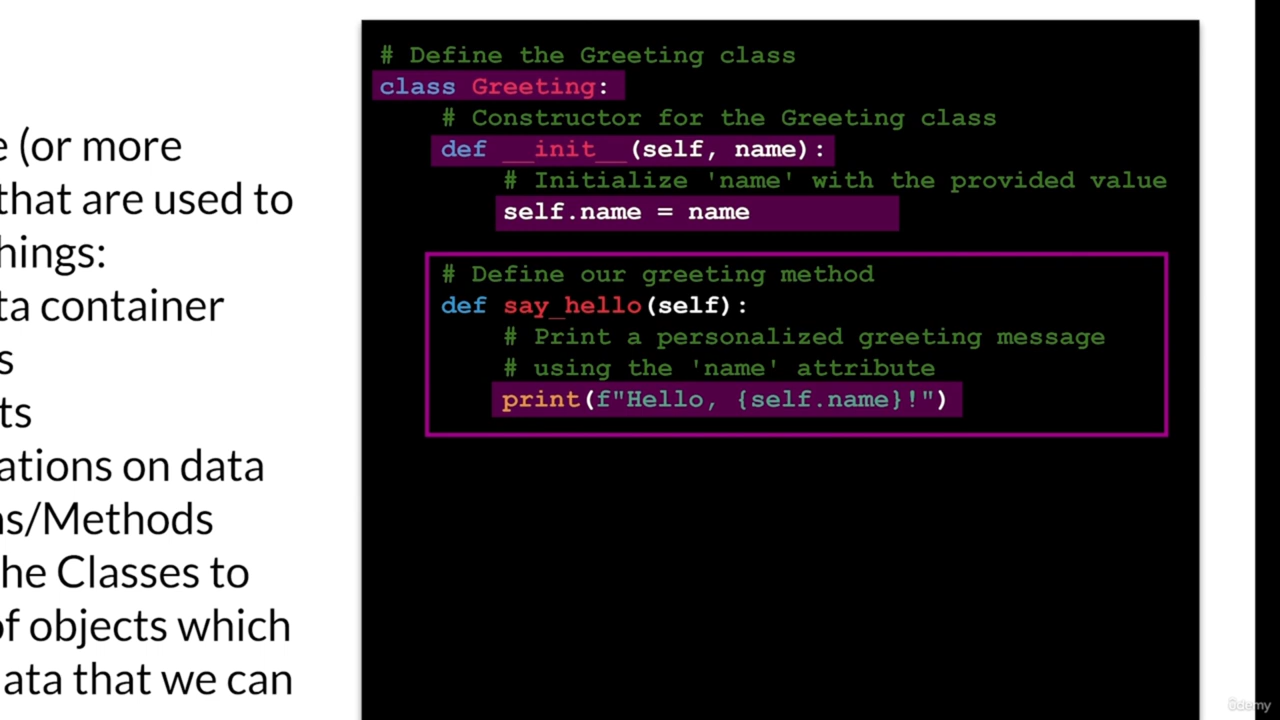 e (or more
that are used to
hings:
ta container
s
ts
ations on data
ns/Methods
he Classes to
of objects which
ata that we can
# Define the Greeting class
class Greeting:
# Constructor for the Greeting class
def __init__(self, name):
# Initialize 'name' with the provided value
self.name = name
# Define our greeting method
def say_hello(self):
# Print a personalized greeting message
# using the 'name' attribute
print(f"Hello, {self.name}!")
ûdemy